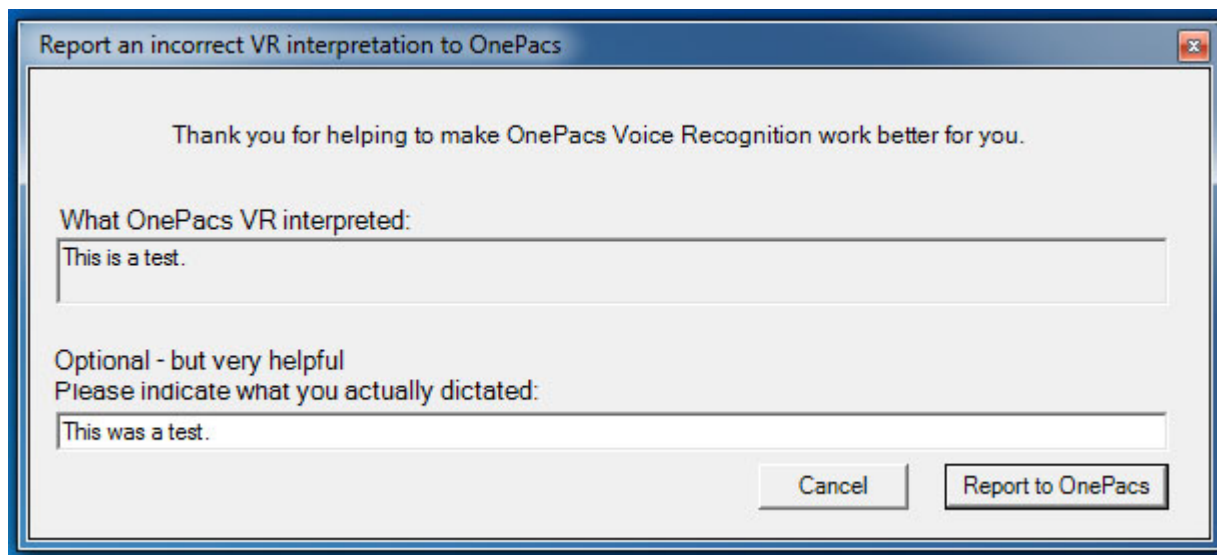 Report an incorrect VR interpretation to OnePacs
Thank you for helping to make OnePacs Voice Recognition work better for you.
What OnePacs VR interpreted:
This is a test.
Optional - but very helpful
Please indicate what you actually dictated:
This was a test.
Cancel
Report to OnePacs